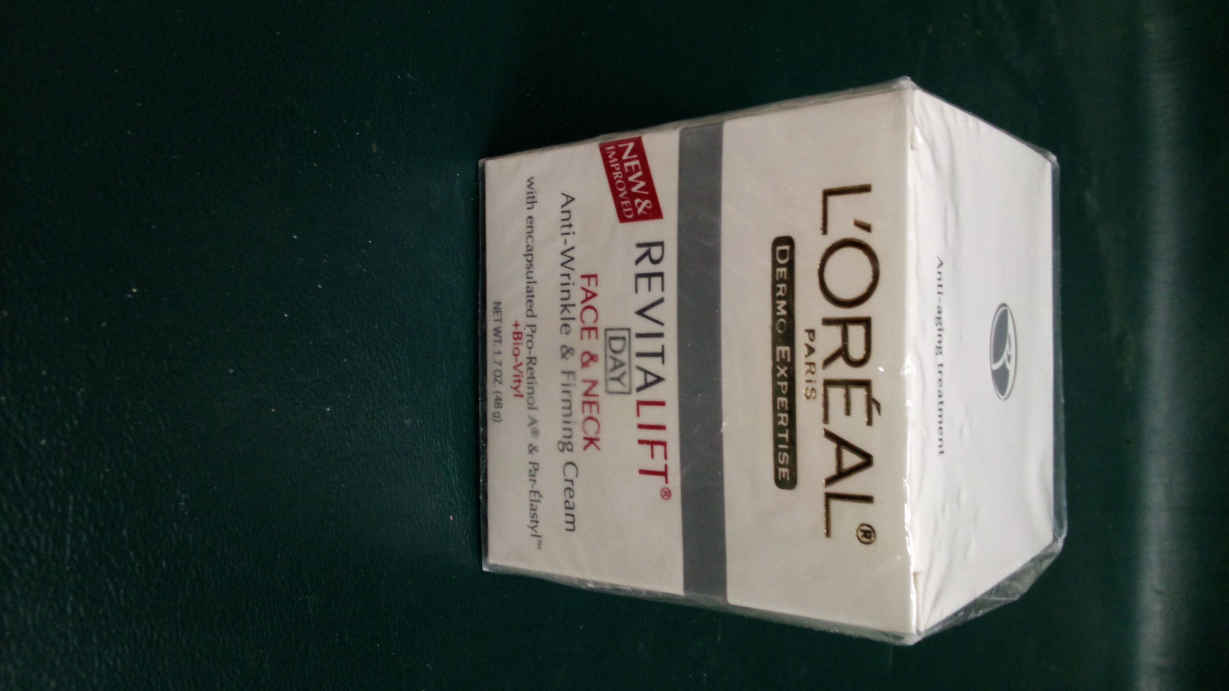 Anti-aging treatment
L'ORÉAL®
PARIS
DERMO EXPERTISE
NEW &
IMPROVED
REVITALIFT®
DAY
FACE & NECK
Anti-Wrinkle & Firming Cream
with encapsulated Pro-Retinol A® & Par-Elastyl™
+Bio-Vityl
NET WT. 1.7 OZ. (48 g)